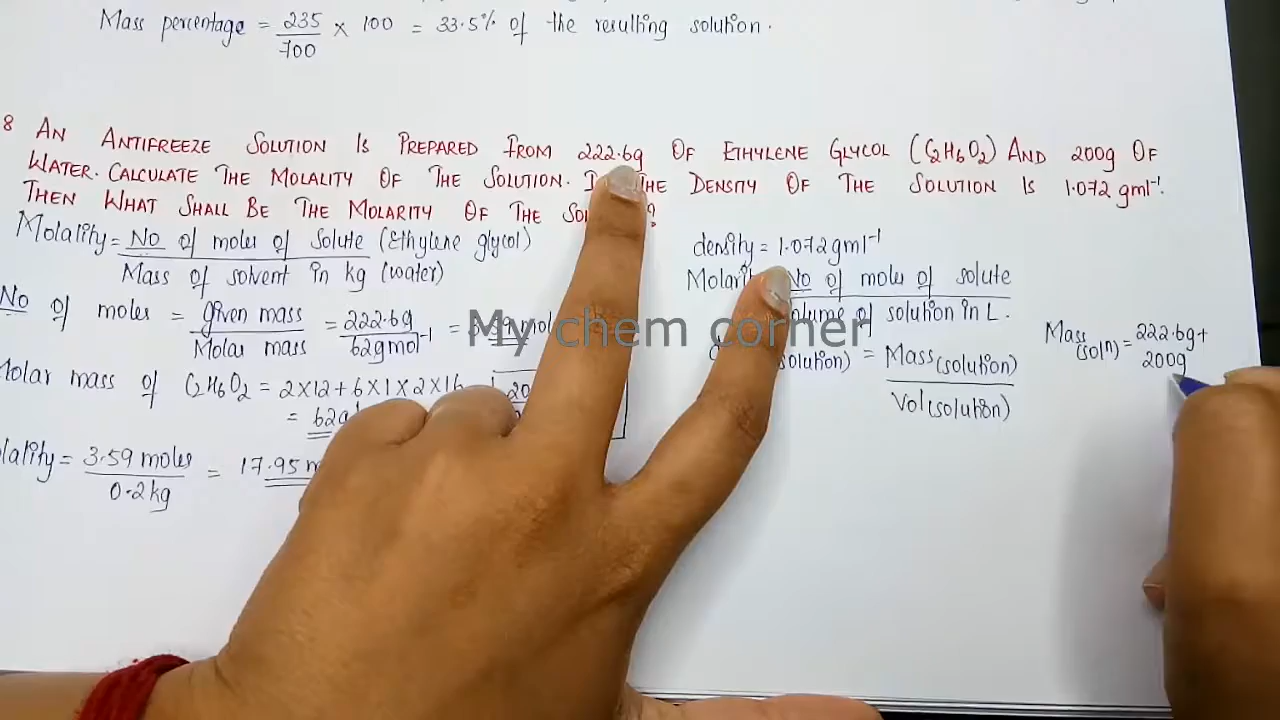 Mass percentage = 235/700 × 100 = 33.5% of the resulting solution.
8 AN ANTIFREEZE SOLUTION IS PREPARED FROM 222.6g OF ETHYLENE GLYCOL (C2H6O2) AND 200g OF
WATER. CALCULATE THE MOLALITY OF THE SOLUTION. THE DENSITY OF THE SOLUTION IS 1.072 gml⁻¹.
THEN WHAT SHALL BE THE MOLARITY OF THE ?
Molality = No of moles of solute (Ethylene glycol) / Mass of solvent in kg (water)
No of moles = given mass / Molar mass = 222.6g / 62gmol⁻¹ = mol
Molar mass of C2H6O2 = 2×12+6×1×2×16
= 62g
= 3.59 moles / 0.2kg = 17.95
density = 1.072gml⁻¹
No of moles of solute / of solution in L.
(solution) = Mass(solution) / Vol(solution)
Mass(soln) = 222.6g+
200g
My chem corner